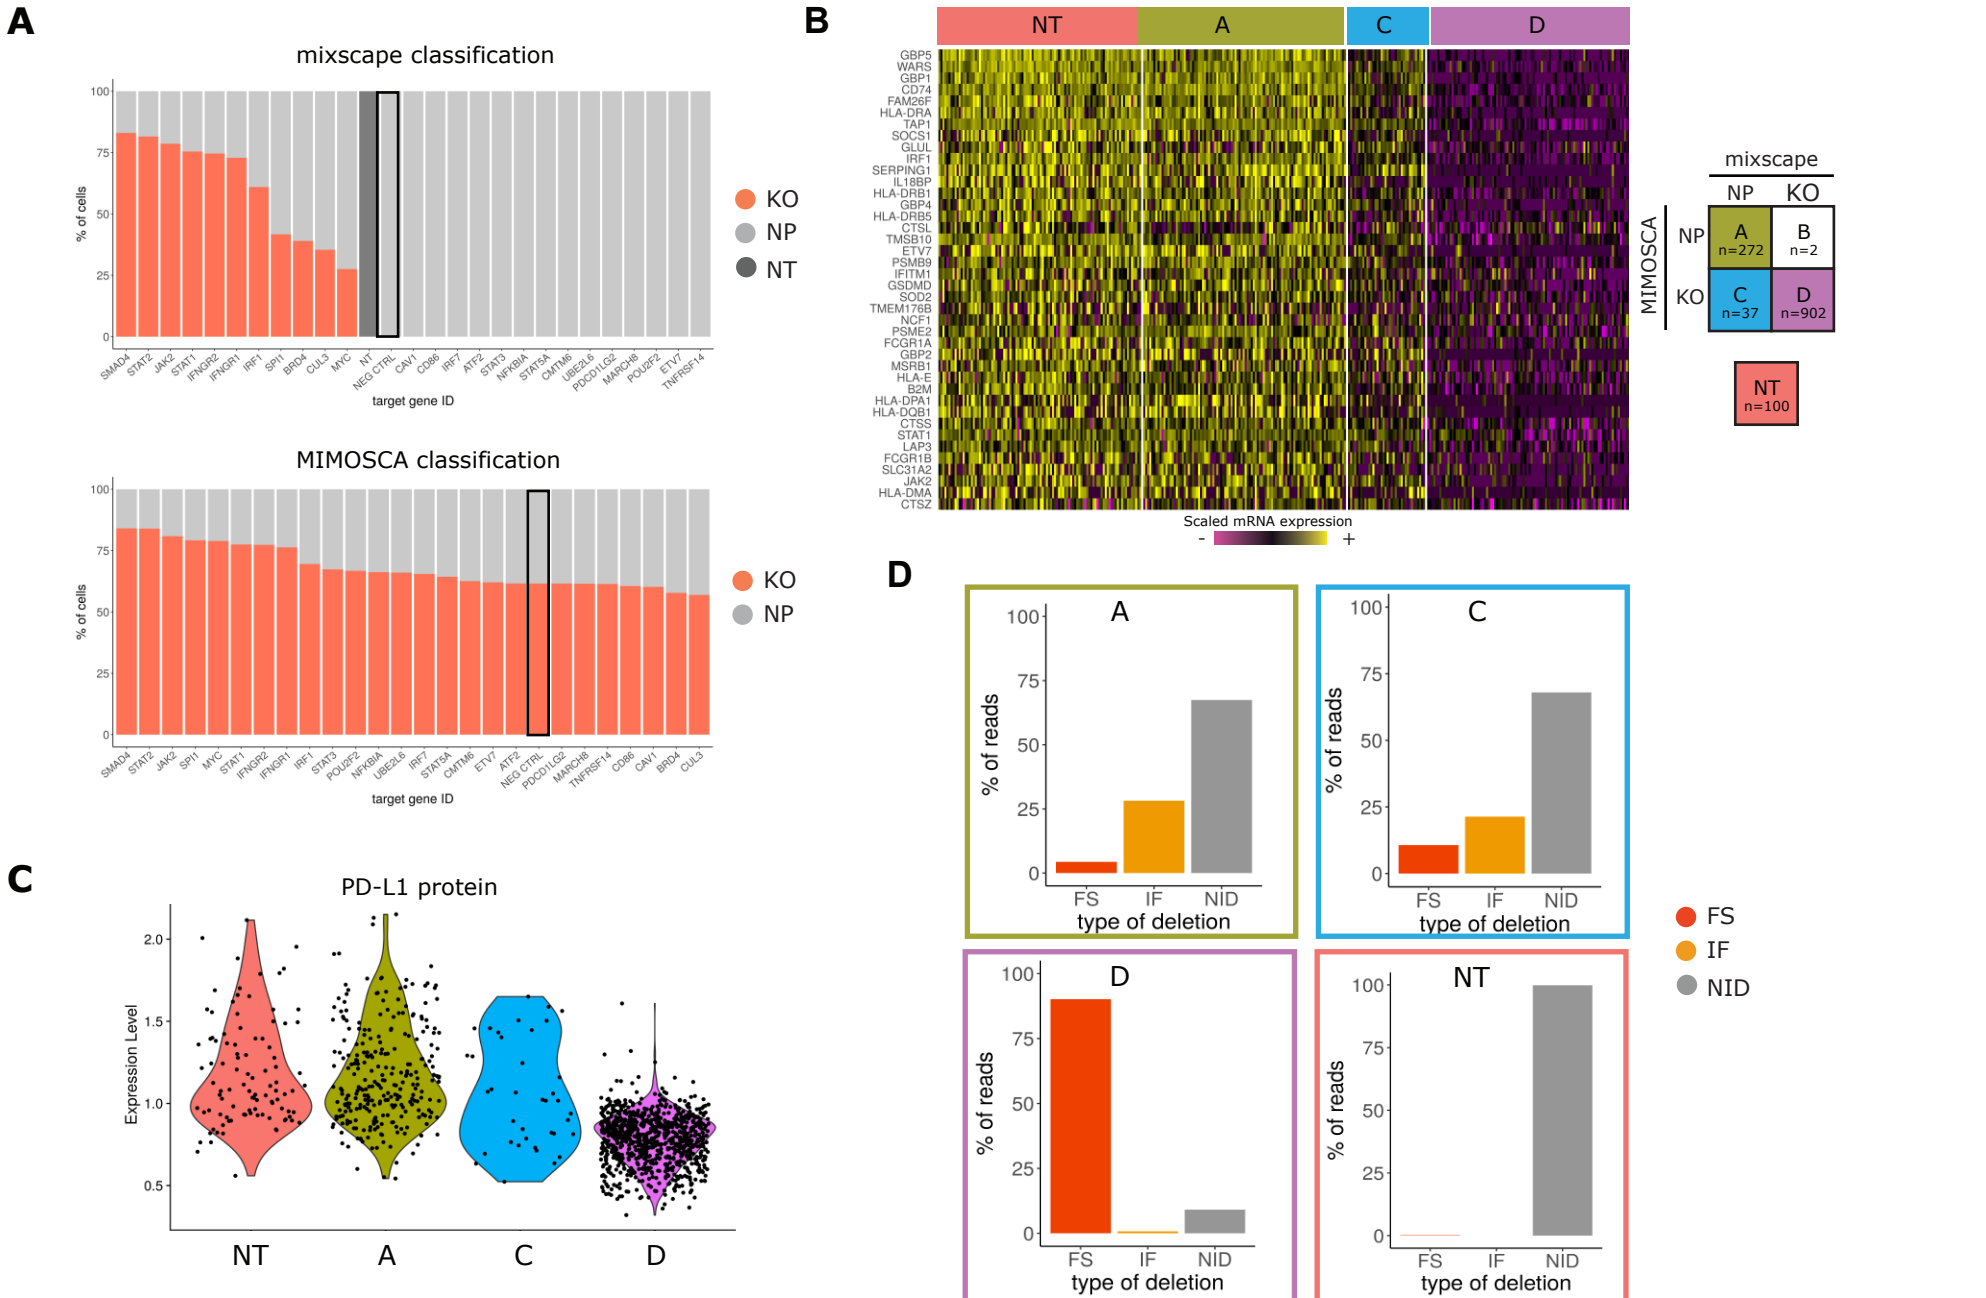 A
mixscape classification
% of cells
100
75
50
25
0
SMAD4 STAT2 JAK2 STAT1 IFNGR2 IFNGR1 IRF1 SPI1 BRD4 CUL3 MYC NT NEG CTRL CAV1 CD86 IRF7 ATF2 STAT3 NFKBIA STAT5A CMTM6 UBE2L6 PDCD1LG2 MARCH8 POU2F2 ETV7 TNFRSF14
target gene ID
KO
NP
NT
MIMOSCA classification
% of cells
100
75
50
25
0
SMAD4 STAT2 JAK2 SPI1 MYC STAT1 IFNGR2 IFNGR1 IRF1 STAT3 POU2F2 NFKBIA UBE2L6 IRF7 STAT5A CMTM6 ETV7 ATF2 NEG CTRL PDCD1LG2 MARCH8 TNFRSF14 CD86 CAV1 BRD4 CUL3
target gene ID
KO
NP
B
NT A C D
GBP5
WARS
GBP1
CD74
FAM26F
HLA-DRA
TAP1
SOCS1
GLUL
IRF1
SERPING1
IL18BP
HLA-DRB1
GBP4
HLA-DRB5
CTSL
TMSB10
ETV7
PSMB9
IFITM1
GSDMD
SOD2
TMEM176B
NCF1
PSME2
FCGR1A
GBP2
MSRB1
HLA-E
B2M
HLA-DPA1
HLA-DQB1
CTSS
STAT1
LAP3
FCGR1B
SLC31A2
JAK2
HLA-DMA
CTSZ
Scaled mRNA expression
- +
mixscape
NP KO
MIMOSCA
NP
A
n=272
B
n=2
KO
C
n=37
D
n=902
NT
n=100
C
PD-L1 protein
Expression Level
2.0
1.5
1.0
0.5
NT A C D
D
A
% of reads
100
75
50
25
0
FS IF NID
type of deletion
C
% of reads
100
75
50
25
0
FS IF NID
type of deletion
D
% of reads
100
75
50
25
0
FS IF NID
type of deletion
NT
% of reads
100
75
50
25
0
FS IF NID
type of deletion
FS
IF
NID